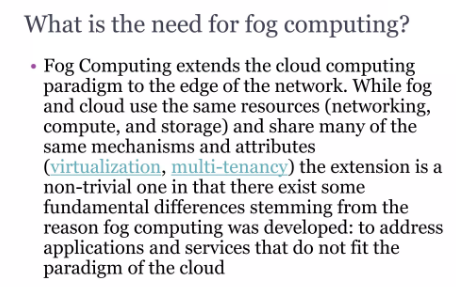 What is the need for fog computing?
• Fog Computing extends the cloud computing
paradigm to the edge of the network. While fog
and cloud use the same resources (networking,
compute, and storage) and share many of the
same mechanisms and attributes
(virtualization, multi-tenancy) the extension is a
non-trivial one in that there exist some
fundamental differences stemming from the
reason fog computing was developed: to address
applications and services that do not fit the
paradigm of the cloud